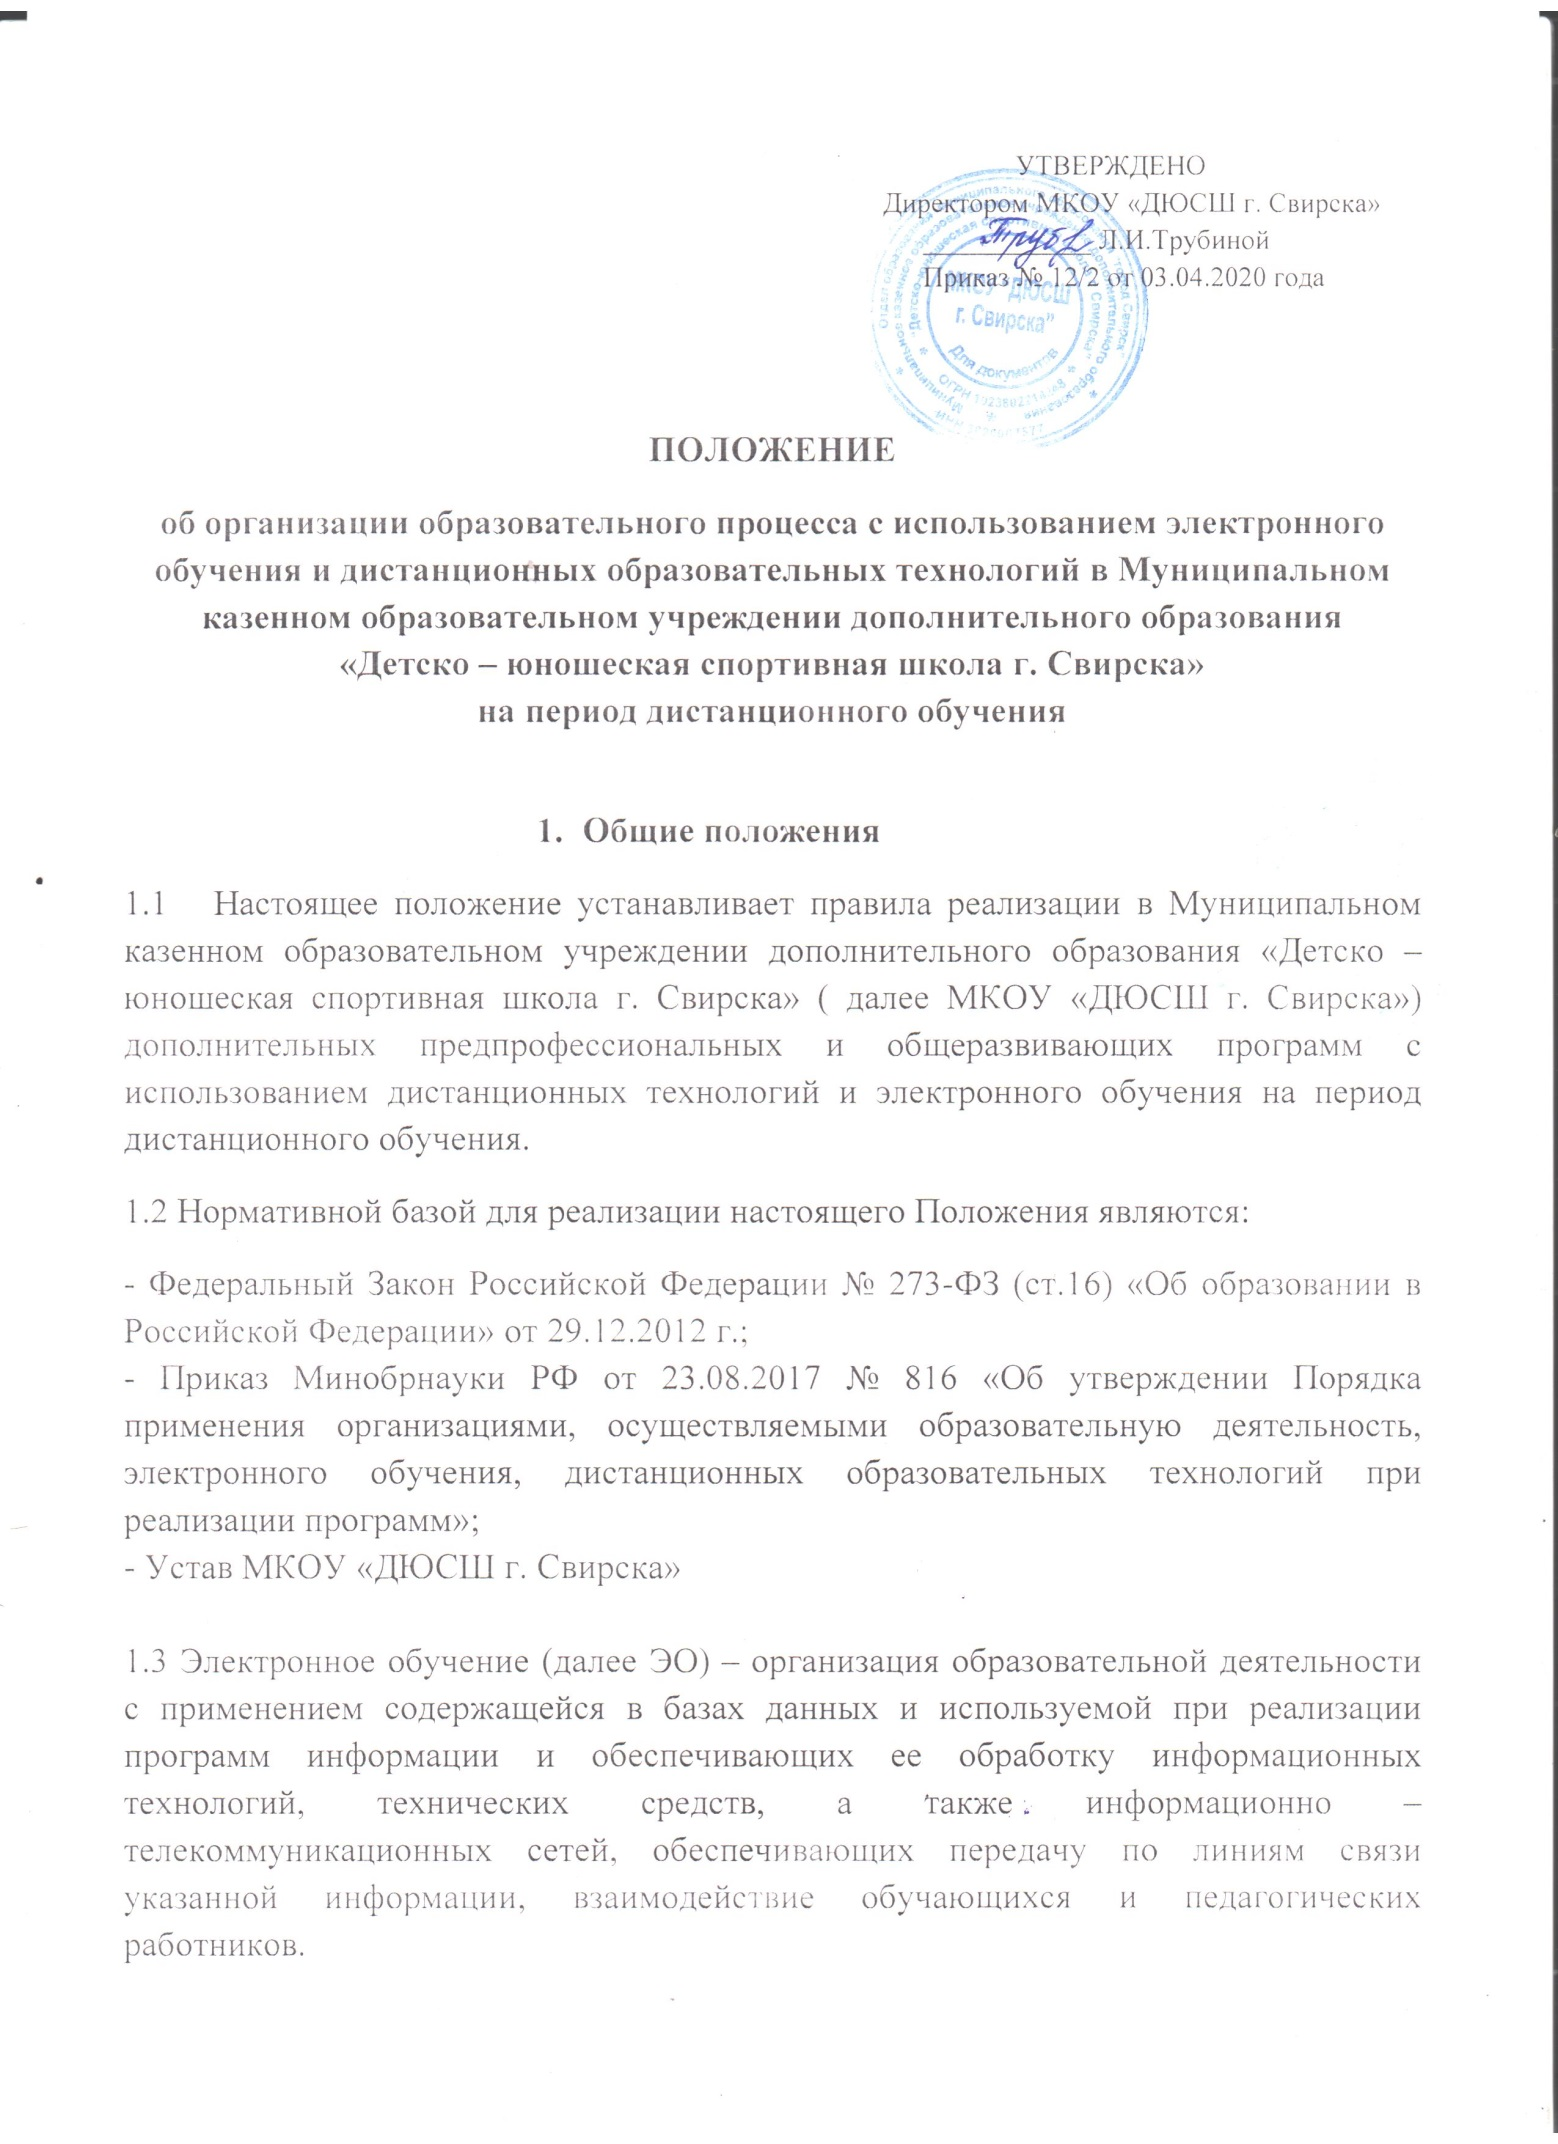 УТВЕРЖДЕНО
Директором МКОУ «ДЮСШ г. Свирска»
Л.И.Трубиной
Приказ № 12/2 от 03.04.2020 года
МКОУ "ДЮСШ
г. Свирска"
Для документов
ПОЛОЖЕНИЕ
об организации образовательного процесса с использованием электронного
обучения и дистанционных образовательных технологий в Муниципальном
казенном образовательном учреждении дополнительного образования
«Детско – юношеская спортивная школа г. Свирска»
на период дистанционного обучения
1. Общие положения
1.1 Настоящее положение устанавливает правила реализации в Муниципальном
казенном образовательном учреждении дополнительного образования «Детско –
юношеская спортивная школа г. Свирска» ( далее МКОУ «ДЮСШ г. Свирска»)
дополнительных предпрофессиональных и общеразвивающих программ с
использованием дистанционных технологий и электронного обучения на период
дистанционного обучения.
1.2 Нормативной базой для реализации настоящего Положения являются:
- Федеральный Закон Российской Федерации № 273-ФЗ (ст.16) «Об образовании в
Российской Федерации» от 29.12.2012 г.;
- Приказ Минобрнауки РФ от 23.08.2017 № 816 «Об утверждении Порядка
применения организациями, осуществляемыми образовательную деятельность,
электронного обучения, дистанционных образовательных технологий при
реализации программ»;
- Устав МКОУ «ДЮСШ г. Свирска»
1.3 Электронное обучение (далее ЭО) – организация образовательной деятельности
с применением содержащейся в базах данных и используемой при реализации
программ информации и обеспечивающих ее обработку информационных
технологий, технических средств, а также информационно –
телекоммуникационных сетей, обеспечивающих передачу по линиям связи
указанной информации, взаимодействие обучающихся и педагогических
работников.